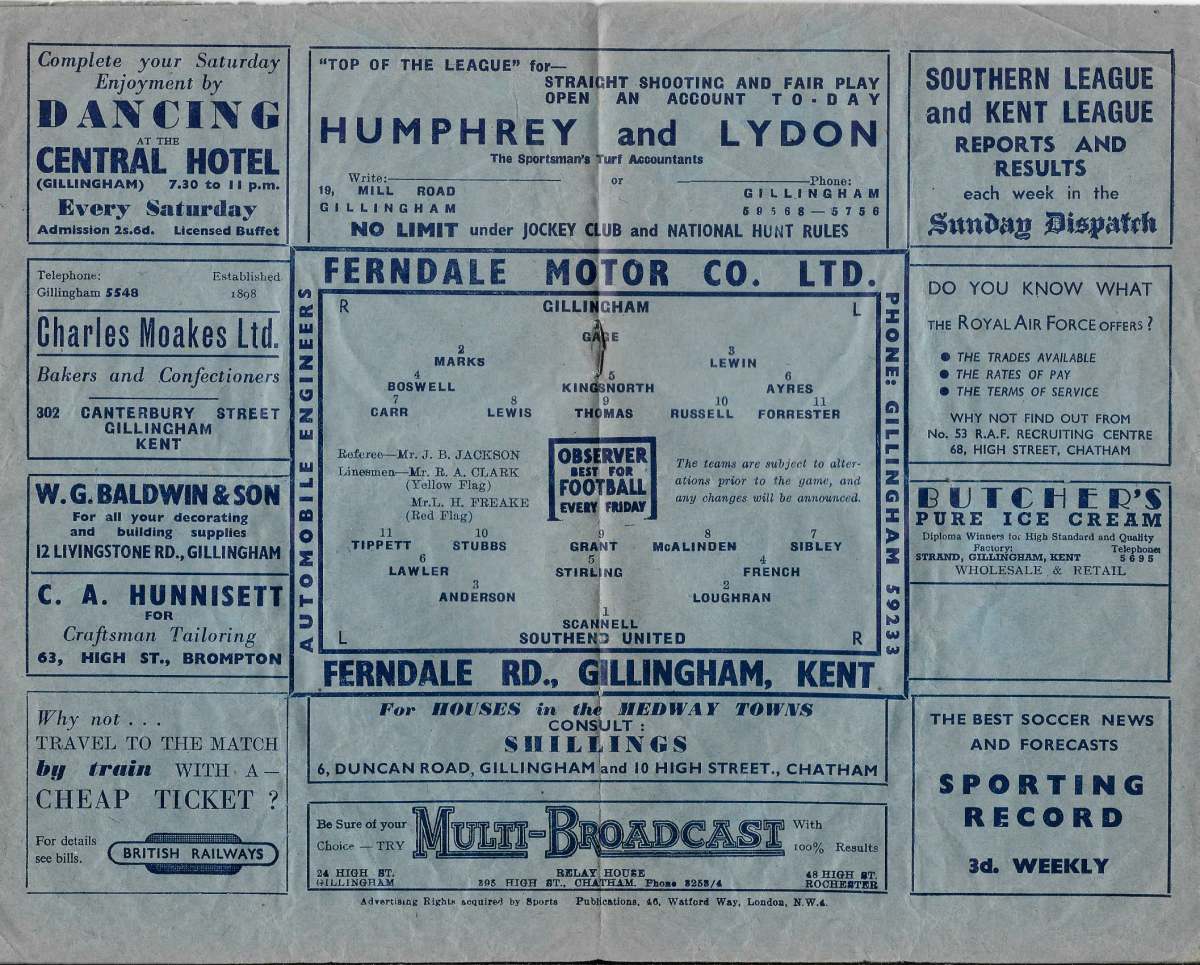 Complete your Saturday
Enjoyment by
DANCING
AT THE
CENTRAL HOTEL
(GILLINGHAM) 7.30 to 11 p.m.
Every Saturday
Admission 2s.6d. Licensed Buffet
"TOP OF THE LEAGUE" for—
STRAIGHT SHOOTING AND FAIR PLAY
OPEN AN ACCOUNT TO-DAY
HUMPHREY and LYDON
The Sportsman's Turf Accountants
Write: or Phone:
19, MILL ROAD GILLINGHAM
GILLINGHAM 59568—5756
NO LIMIT under JOCKEY CLUB and NATIONAL HUNT RULES
SOUTHERN LEAGUE
and KENT LEAGUE
REPORTS AND
RESULTS
each week in the
Sunday Dispatch
Telephone: Established
Gillingham 5548 1898
Charles Moakes Ltd.
Bakers and Confectioners
302 CANTERBURY STREET
GILLINGHAM
KENT
W. G. BALDWIN & SON
For all your decorating
and building supplies
12 LIVINGSTONE RD., GILLINGHAM
C. A. HUNNISETT
FOR
Craftsman Tailoring
63, HIGH ST., BROMPTON
Why not . . .
TRAVEL TO THE MATCH
by train WITH A—
CHEAP TICKET ?
For details
see bills.
BRITISH RAILWAYS
FERNDALE MOTOR CO. LTD.
AUTOMOBILE ENGINEERS
PHONE: GILLINGHAM 59233
R GILLINGHAM L
GAGE
2 3
MARKS LEWIN
4 5 6
BOSWELL KINGSNORTH AYRES
7 8 9 10 11
CARR LEWIS THOMAS RUSSELL FORRESTER
Referee—Mr. J. B. JACKSON
Linesmen—Mr. R. A. CLARK
(Yellow Flag)
Mr.L. H. FREAKE
(Red Flag)
OBSERVER
BEST FOR
FOOTBALL
EVERY FRIDAY
The teams are subject to alter-
ations prior to the game, and
any changes will be announced.
11 10 9 8 7
TIPPETT STUBBS GRANT McALINDEN SIBLEY
6 5 4
LAWLER STIRLING FRENCH
3 2
ANDERSON LOUGHRAN
1
SCANNELL
L SOUTHEND UNITED R
FERNDALE RD., GILLINGHAM, KENT
For HOUSES in the MEDWAY TOWNS
CONSULT :
SHILLINGS
6, DUNCAN ROAD, GILLINGHAM and 10 HIGH STREET., CHATHAM
Be Sure of your
Choice — TRY
MULTI-BROADCAST
With
100% Results
24 HIGH ST. RELAY HOUSE 48 HIGH ST.
GILLINGHAM 395 HIGH ST., CHATHAM. Phone 3253/4 ROCHESTER
DO YOU KNOW WHAT
THE ROYAL AIR FORCE OFFERS ?
● THE TRADES AVAILABLE
● THE RATES OF PAY
● THE TERMS OF SERVICE
WHY NOT FIND OUT FROM
No. 53 R.A.F. RECRUITING CENTRE
68, HIGH STREET, CHATHAM
BUTCHER'S
PURE ICE CREAM
Diploma Winners for High Standard and Quality
Factory: Telephone:
STRAND, GILLINGHAM, KENT 5695
WHOLESALE & RETAIL
THE BEST SOCCER NEWS
AND FORECASTS
SPORTING
RECORD
3d. WEEKLY
Advertising Rights acquired by Sports Publications, 46, Watford Way, London, N.W.4.